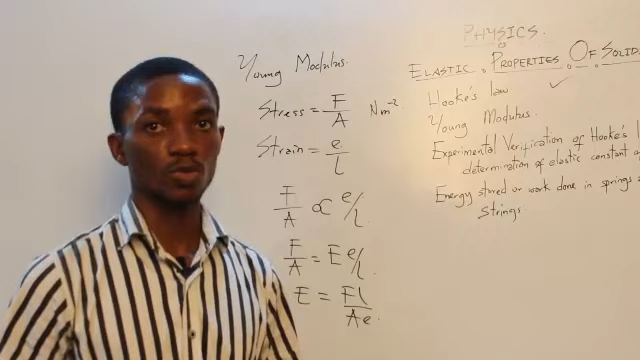 Young Modulus.
Stress = F/A Nm⁻²
Strain = e/l
F/A ∝ e/l.
F/A = E e/l.
E = Fl/Ae.
PHYSICS.
ELASTIC PROPERTIES OF SOLIDS
Hooke's law ✓
Young Modulus.
Experimental Verification of Hooke's
determination of elastic constant
Energy stored or work done in springs
strings